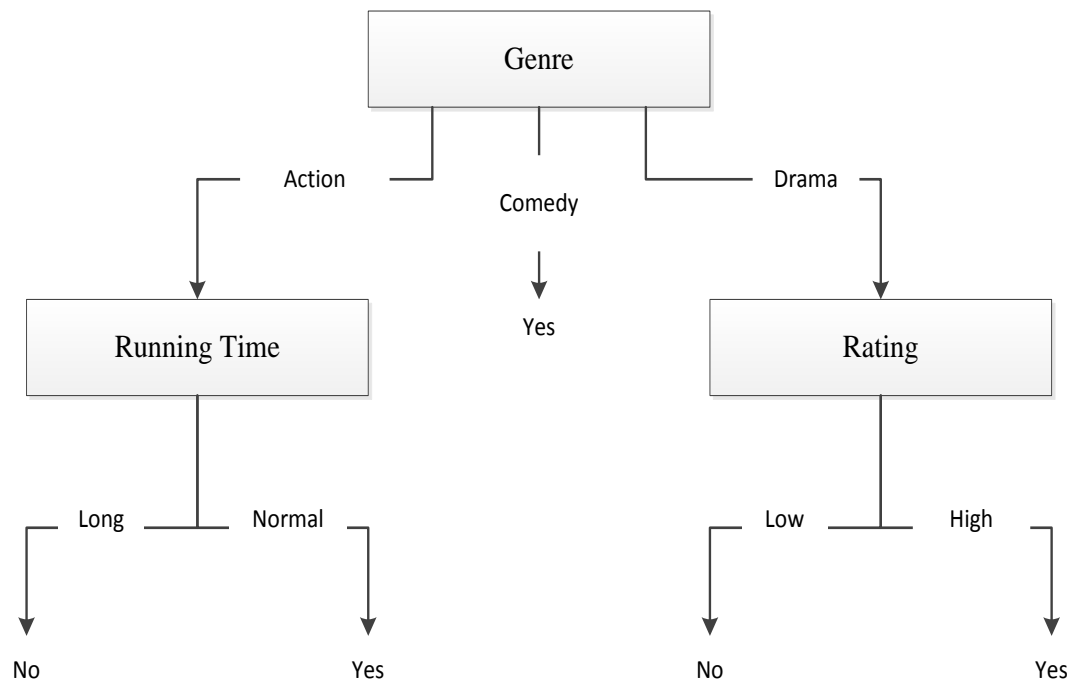 Genre
Action
Comedy
Drama
Running Time
Yes
Rating
Long
Normal
Low
High
No
Yes
No
Yes